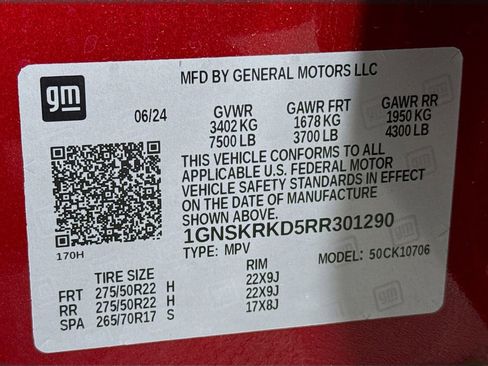 gm
MFD BY GENERAL MOTORS LLC
06/24 GVWR GAWR FRT GAWR RR
3402 KG 1678 KG 1950 KG
7500 LB 3700 LB 4300 LB
THIS VEHICLE CONFORMS TO ALL
APPLICABLE U.S. FEDERAL MOTOR
VEHICLE SAFETY STANDARDS IN EFFECT
ON THE DATE OF MANUFACTURE
SHOWN ABOVE.
1GNSKRKD5RR301290
170H
TYPE: MPV MODEL: 50CK10706
TIRE SIZE RIM
FRT 275/50R22 H 22X9J
RR 275/50R22 H 22X9J
SPA 265/70R17 S 17X8J